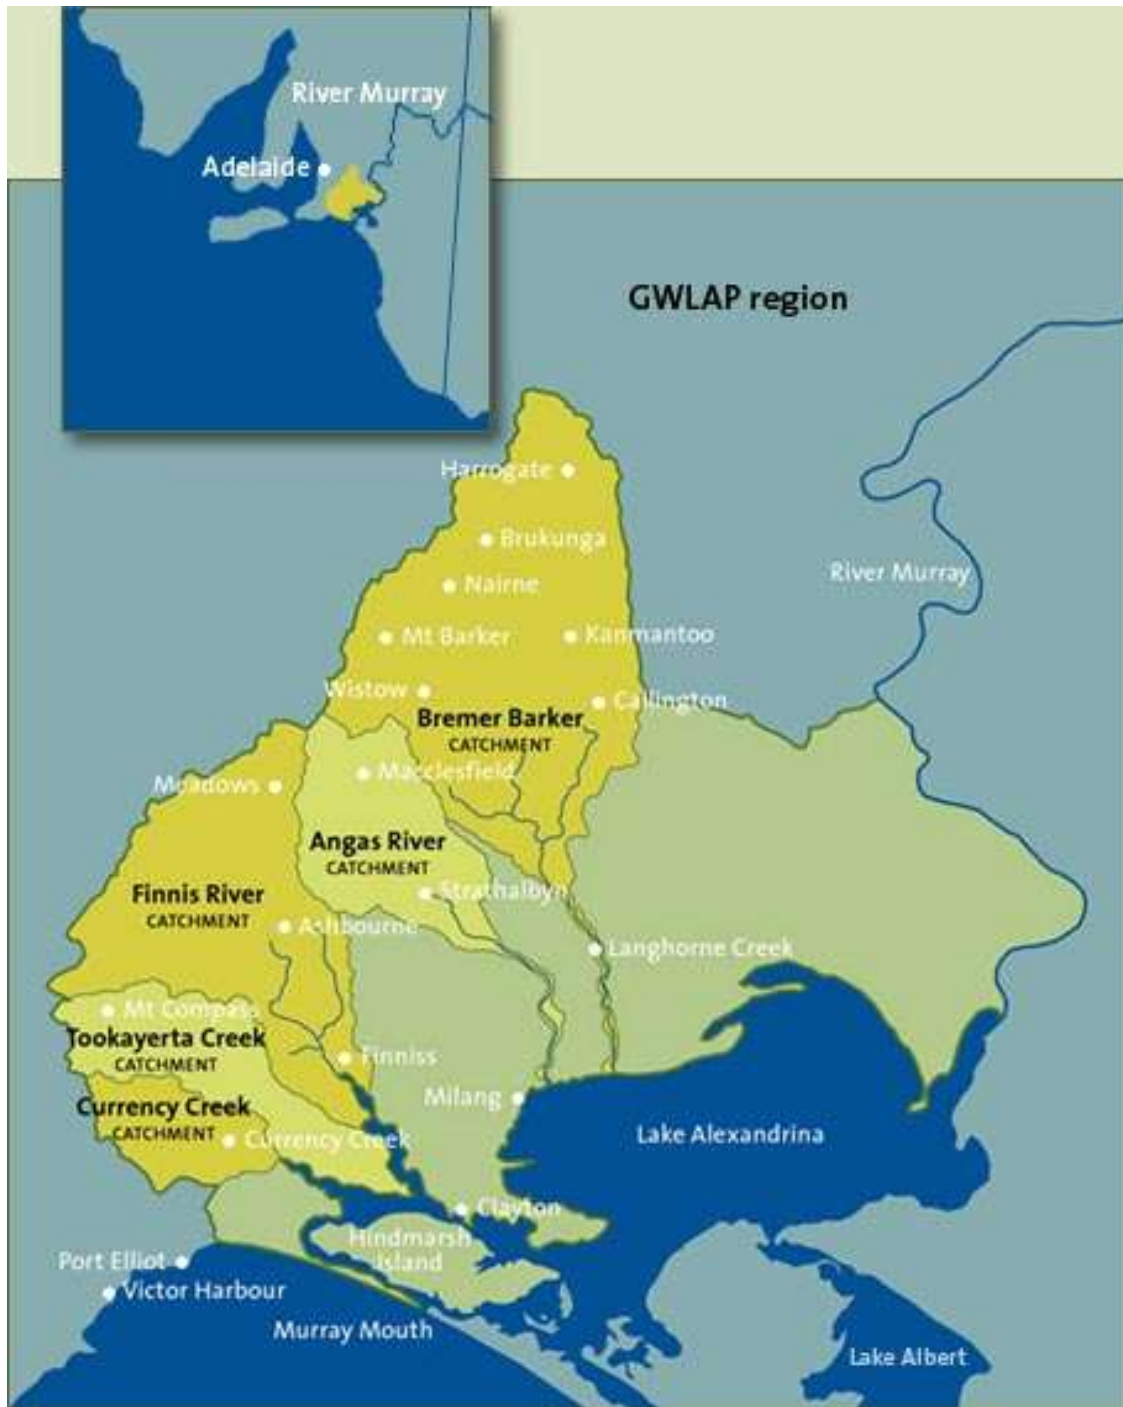 River Murray
Adelaide
GWLAP region
Harrogate
Brukunga
River Murray
Nairne
Mt Barker
Kanmantoo
Wistow
Callington
Bremer Barker
CATCHMENT
Macclesfield
Meadows
Angas River
CATCHMENT
Strathalbyn
Finnis River
CATCHMENT
Ashbourne
Langhorne Creek
Mt Compass
Tookayerta Creek
CATCHMENT
Finniss
Milang
Currency Creek
CATCHMENT
Lake Alexandrina
Currency Creek
Clayton
Hindmarsh
Island
Port Elliot
Victor Harbour
Murray Mouth
Lake Albert